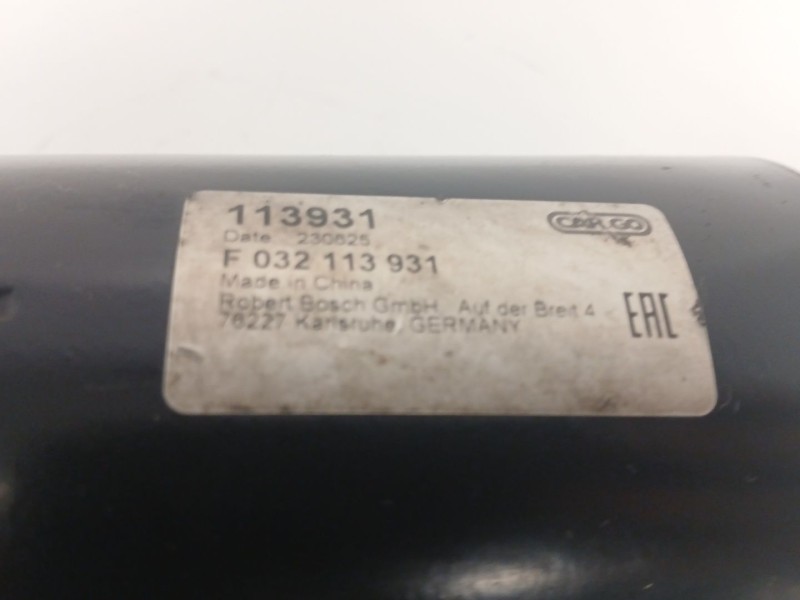 113931
CARGO
Date 230625
F 032 113 931
Made in China
Robert Bosch GmbH, Auf der Breit 4
76227 Karlsruhe, GERMANY
EAC